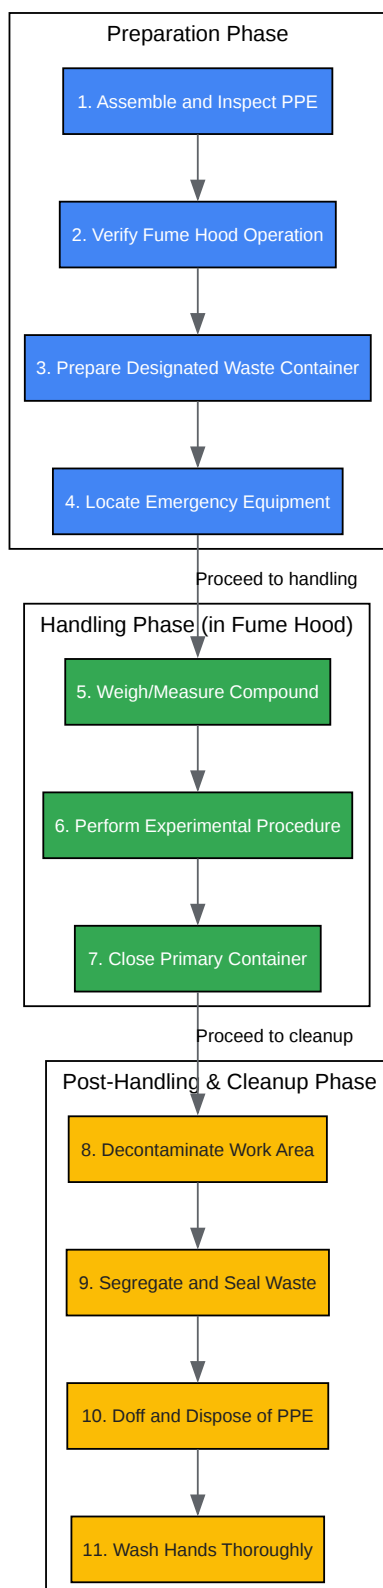 Preparation Phase
1. Assemble and Inspect PPE
2. Verify Fume Hood Operation
3. Prepare Designated Waste Container
4. Locate Emergency Equipment
Proceed to handling
Handling Phase (in Fume Hood)
5. Weigh/Measure Compound
6. Perform Experimental Procedure
7. Close Primary Container
Proceed to cleanup
Post-Handling & Cleanup Phase
8. Decontaminate Work Area
9. Segregate and Seal Waste
10. Doff and Dispose of PPE
11. Wash Hands Thoroughly